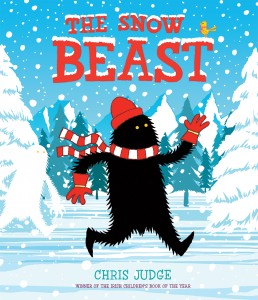 THE SNOW
BEAST
CHRIS JUDGE
WINNER OF THE IRISH CHILDREN'S BOOK OF THE YEAR